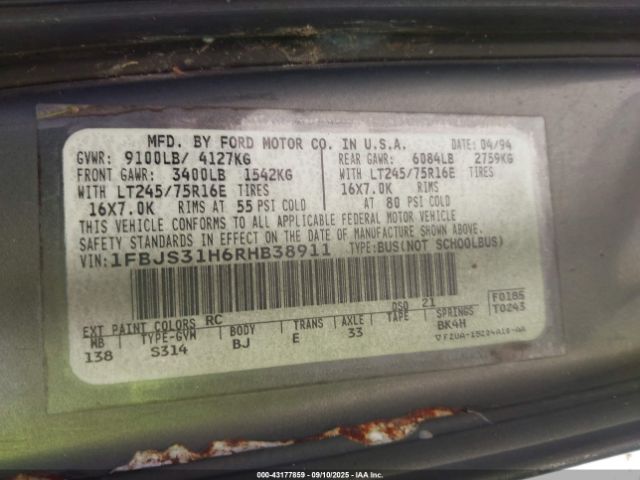 MFD. BY FORD MOTOR CO. IN U.S.A.
DATE: 04/94
GVWR: 9100LB/ 4127KG
FRONT GAWR: 3400LB 1542KG
WITH LT245/75R16E TIRES
16X7.0K RIMS AT 55 PSI COLD
REAR GAWR: 6084LB 2759KG
WITH LT245/75R16E TIRES
16X7.0K RIMS
AT 80 PSI COLD
THIS VEHICLE CONFORMS TO ALL APPLICABLE FEDERAL MOTOR VEHICLE
SAFETY STANDARDS IN EFFECT ON THE DATE OF MANUFACTURE SHOWN ABOVE
VIN: 1FBJS31H6RHB38911 TYPE: BUS(NOT SCHOOLBUS)
F0185
T0243
EXT PAINT COLORS RC DSO 21
WB TYPE-GVW BODY TRANS AXLE TAPE SPRINGS
138 S314 BJ E 33 BK4H
000-43177859 - 09/10/2025 - IAA Inc.